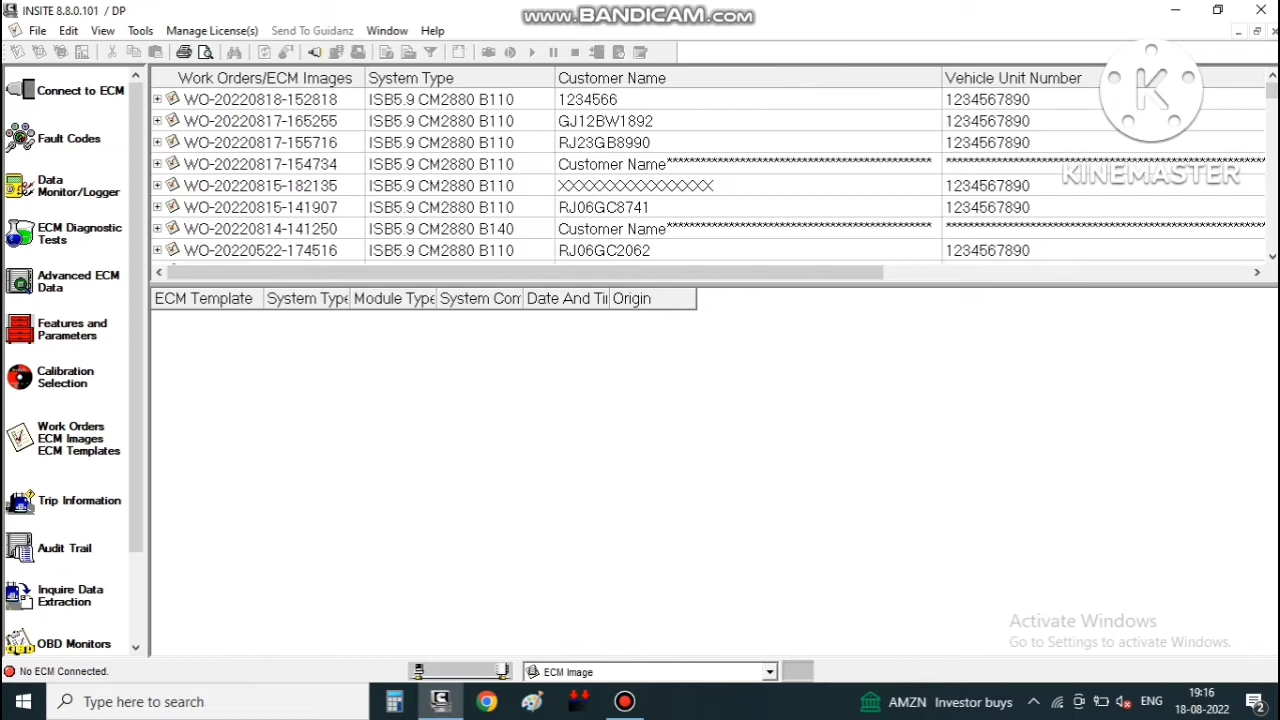 INSITE 8.8.0.101 / DP
www.BANDICAM.com
File Edit View Tools Manage License(s) Send To Guidanz Window Help
Work Orders/ECM Images System Type Customer Name Vehicle Unit Number
WO-20220818-152818 ISB5.9 CM2880 B110 1234566 1234567890
WO-20220817-165255 ISB5.9 CM2880 B110 GJ12BW1892 1234567890
WO-20220817-155716 ISB5.9 CM2880 B110 RJ23GB8990 1234567890
WO-20220817-154734 ISB5.9 CM2880 B110 Customer Name
WO-20220815-182135 ISB5.9 CM2880 B110 XXXXXXXXXXXXXXXXX 1234567890
WO-20220815-141907 ISB5.9 CM2880 B110 RJ06GC8741 1234567890
WO-20220814-141250 ISB5.9 CM2880 B140 Customer Name
WO-20220522-174516 ISB5.9 CM2880 B110 RJ06GC2062 1234567890
K
KINEMASTER
ECM Template System Type Module Type System Con Date And Ti Origin
Connect to ECM
Fault Codes
Data
Monitor/Logger
ECM Diagnostic
Tests
Advanced ECM
Data
Features and
Parameters
Calibration
Selection
Work Orders
ECM Images
ECM Templates
Trip Information
Audit Trail
Inquire Data
Extraction
OBD Monitors
Activate Windows
Go to Settings to activate Windows.
No ECM Connected.
ECM Image
Type here to search
AMZN Investor buys
ENG
19:16
18-08-2022
2